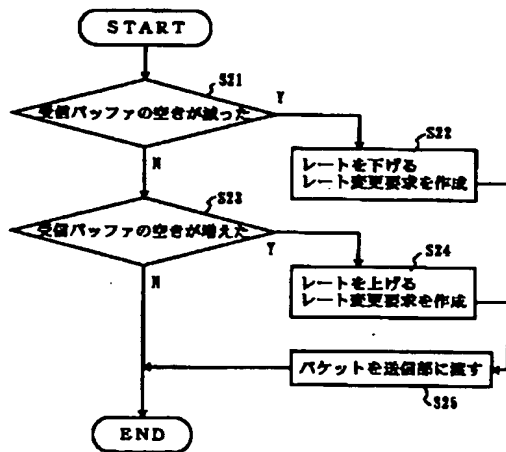 START
S21
受信バッファの空きが減った
Y
N
S22
レートを下げる
レート変更要求を作成
S23
受信バッファの空きが増えた
Y
N
S24
レートを上げる
レート変更要求を作成
パケットを送信部に渡す
S25
END